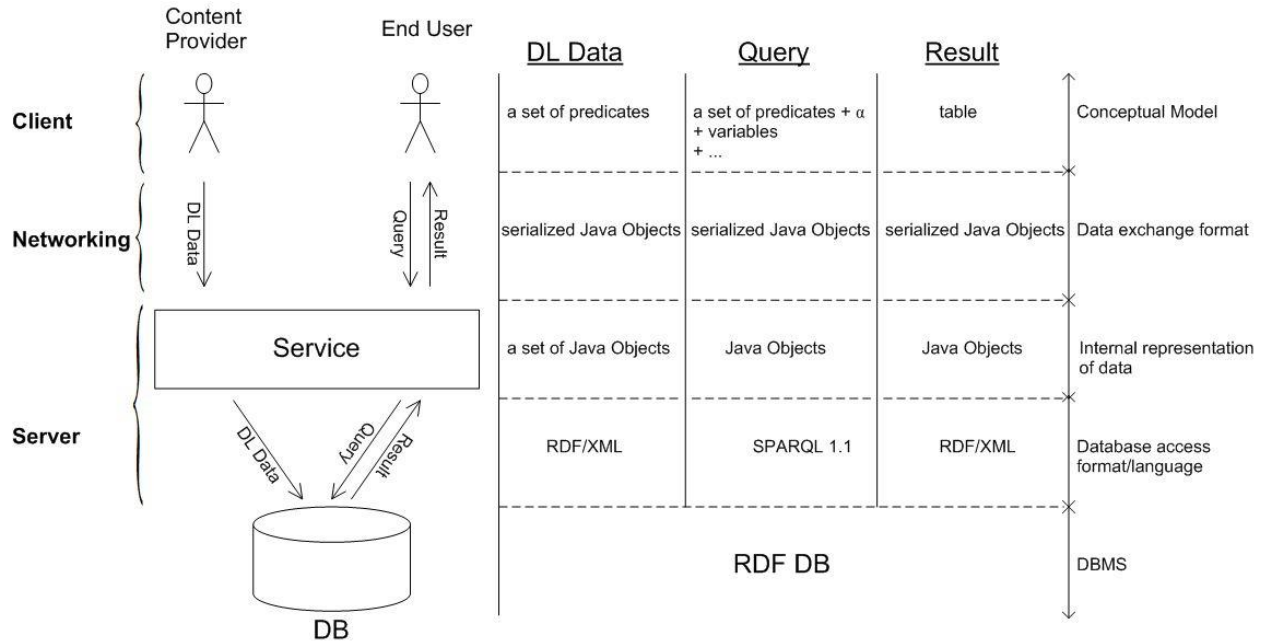 Content
Provider
End User
DL Data
Query
Result
Client
a set of predicates
a set of predicates + α
+ variables
+ ...
table
Conceptual Model
Networking
DL Data
Query
Result
serialized Java Objects
serialized Java Objects
serialized Java Objects
Data exchange format
Service
a set of Java Objects
Java Objects
Java Objects
Internal representation
of data
Server
DL Data
Query
Result
RDF/XML
SPARQL 1.1
RDF/XML
Database access
format/language
RDF DB
DBMS
DB